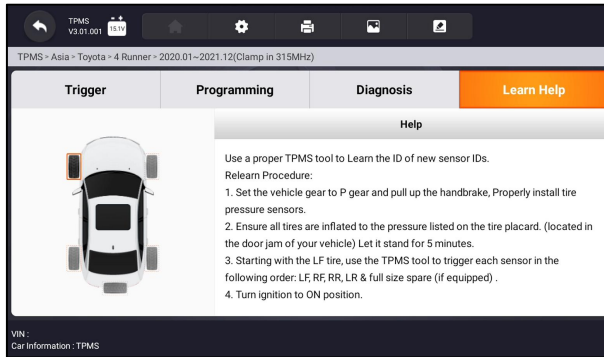 TPMS
V3.01.001
15.1V
TPMS > Asia > Toyota > 4 Runner > 2020.01~2021.12(Clamp in 315MHz)
Trigger Programming Diagnosis Learn Help
Help
Use a proper TPMS tool to Learn the ID of new sensor IDs.
Relearn Procedure:
1. Set the vehicle gear to P gear and pull up the handbrake, Properly install tire
pressure sensors.
2. Ensure all tires are inflated to the pressure listed on the tire placard. (located in
the door jam of your vehicle) Let it stand for 5 minutes.
3. Starting with the LF tire, use the TPMS tool to trigger each sensor in the
following order: LF, RF, RR, LR & full size spare (if equipped) .
4. Turn ignition to ON position.
VIN :
Car Information : TPMS